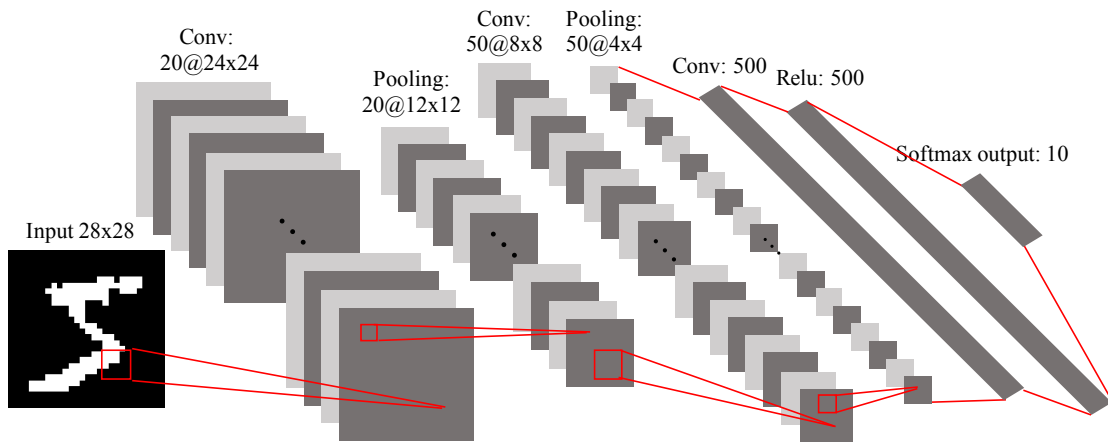 Input 28x28
Conv:
20@24x24
Pooling:
20@12x12
Conv:
50@8x8
Pooling:
50@4x4
Conv: 500
Relu: 500
Softmax output: 10